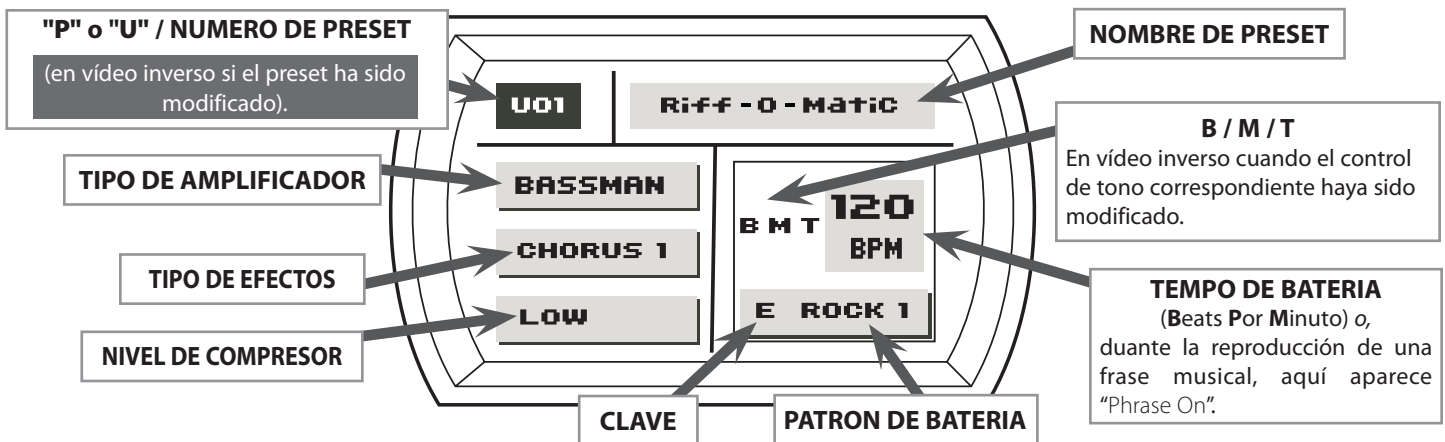 "P" o "U" / NUMERO DE PRESET
(en vídeo inverso si el preset ha sido
modificado).
NOMBRE DE PRESET
U01
Riff-O-MatiC
B / M / T
En vídeo inverso cuando el control
de tono correspondiente haya sido
modificado.
TIPO DE AMPLIFICADOR
BASSMAN
B M T
120
BPM
TIPO DE EFECTOS
CHORUS 1
TEMPO DE BATERIA
(Beats Por Minuto) o,
duante la reproducción de una
frase musical, aquí aparece
“Phrase On”.
NIVEL DE COMPRESOR
LOW
E ROCK 1
CLAVE
PATRON DE BATERIA